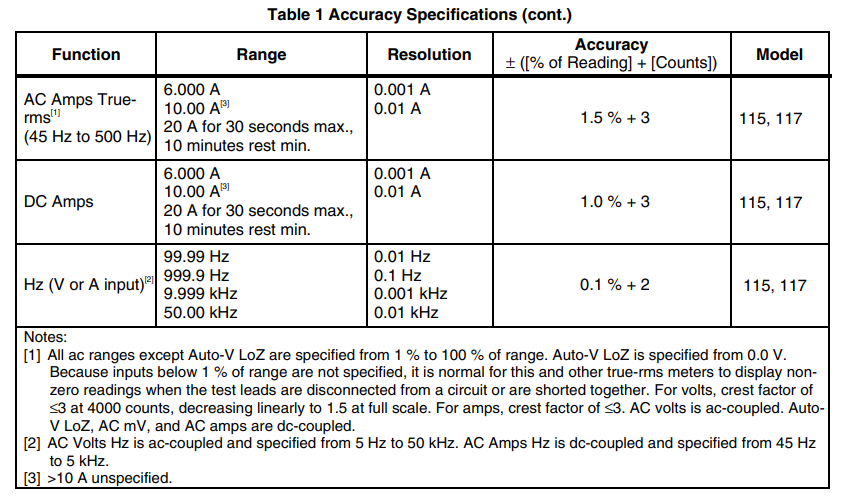 Table 1 Accuracy Specifications (cont.)
Function
Range
Resolution
Accuracy
± ([% of Reading] + [Counts])
Model
AC Amps True-
rms[1]
(45 Hz to 500 Hz)
6.000 A
10.00 A[3]
20 A for 30 seconds max.,
10 minutes rest min.
0.001 A
0.01 A
1.5 % + 3
115, 117
DC Amps
6.000 A
10.00 A[3]
20 A for 30 seconds max.,
10 minutes rest min.
0.001 A
0.01 A
1.0 % + 3
115, 117
Hz (V or A input)[2]
99.99 Hz
999.9 Hz
9.999 kHz
50.00 kHz
0.01 Hz
0.1 Hz
0.001 kHz
0.01 kHz
0.1 % + 2
115, 117
Notes:
[1] All ac ranges except Auto-V LoZ are specified from 1 % to 100 % of range. Auto-V LoZ is specified from 0.0 V.
Because inputs below 1 % of range are not specified, it is normal for this and other true-rms meters to display non-
zero readings when the test leads are disconnected from a circuit or are shorted together. For volts, crest factor of
≤3 at 4000 counts, decreasing linearly to 1.5 at full scale. For amps, crest factor of ≤3. AC volts is ac-coupled. Auto-
V LoZ, AC mV, and AC amps are dc-coupled.
[2] AC Volts Hz is ac-coupled and specified from 5 Hz to 50 kHz. AC Amps Hz is dc-coupled and specified from 45 Hz
to 5 kHz.
[3] >10 A unspecified.